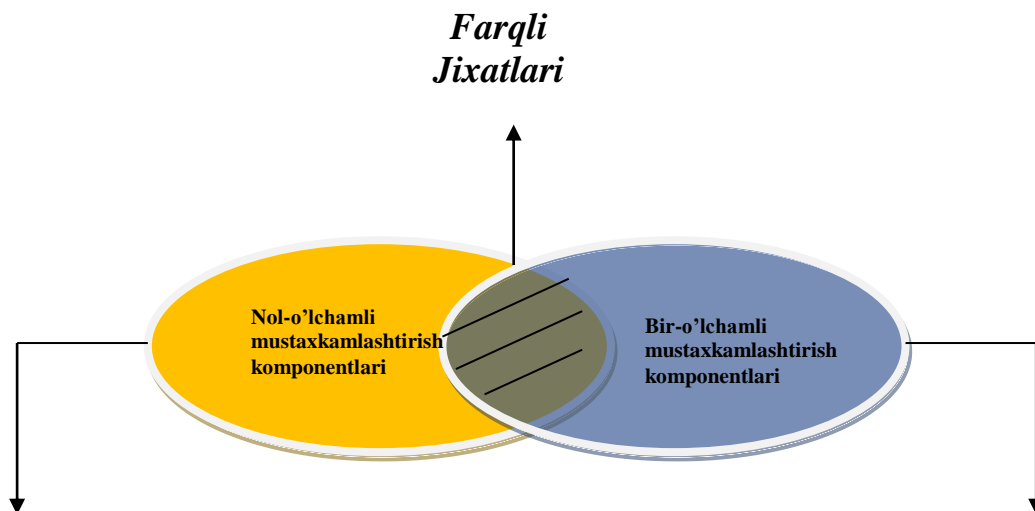 Farqli
Jixatlari
Nol-o’lchamli
mustaxkamlashtirish
komponentlari
Bir-o’lchamli
mustaxkamlashtirish
komponentlari